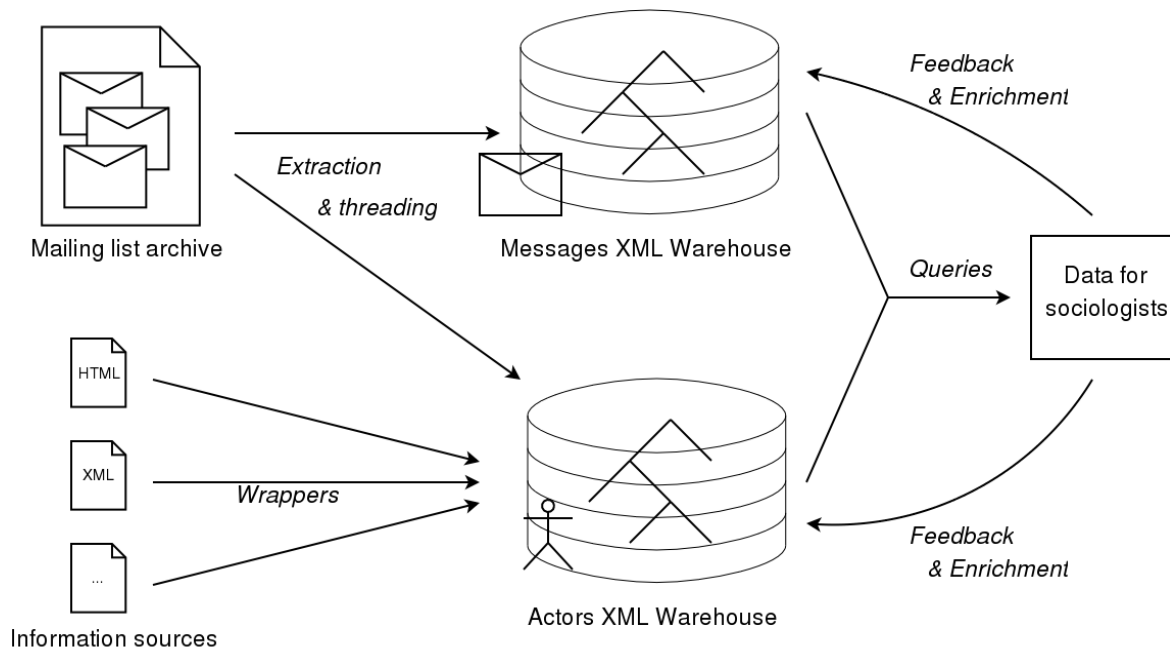 Feedback
& Enrichment
Extraction
& threading
Mailing list archive
Messages XML Warehouse
Queries
Data for
sociologists
HTML
XML
Wrappers
...
Feedback
& Enrichment
Actors XML Warehouse
Information sources